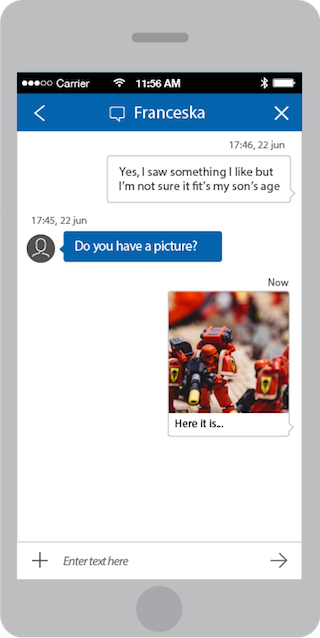 Carrier 11:56 AM
Franceska
17:46, 22 jun
Yes, I saw something I like but
I'm not sure it fit's my son's age
17:45, 22 jun
Do you have a picture?
Now
Here it is...
Enter text here